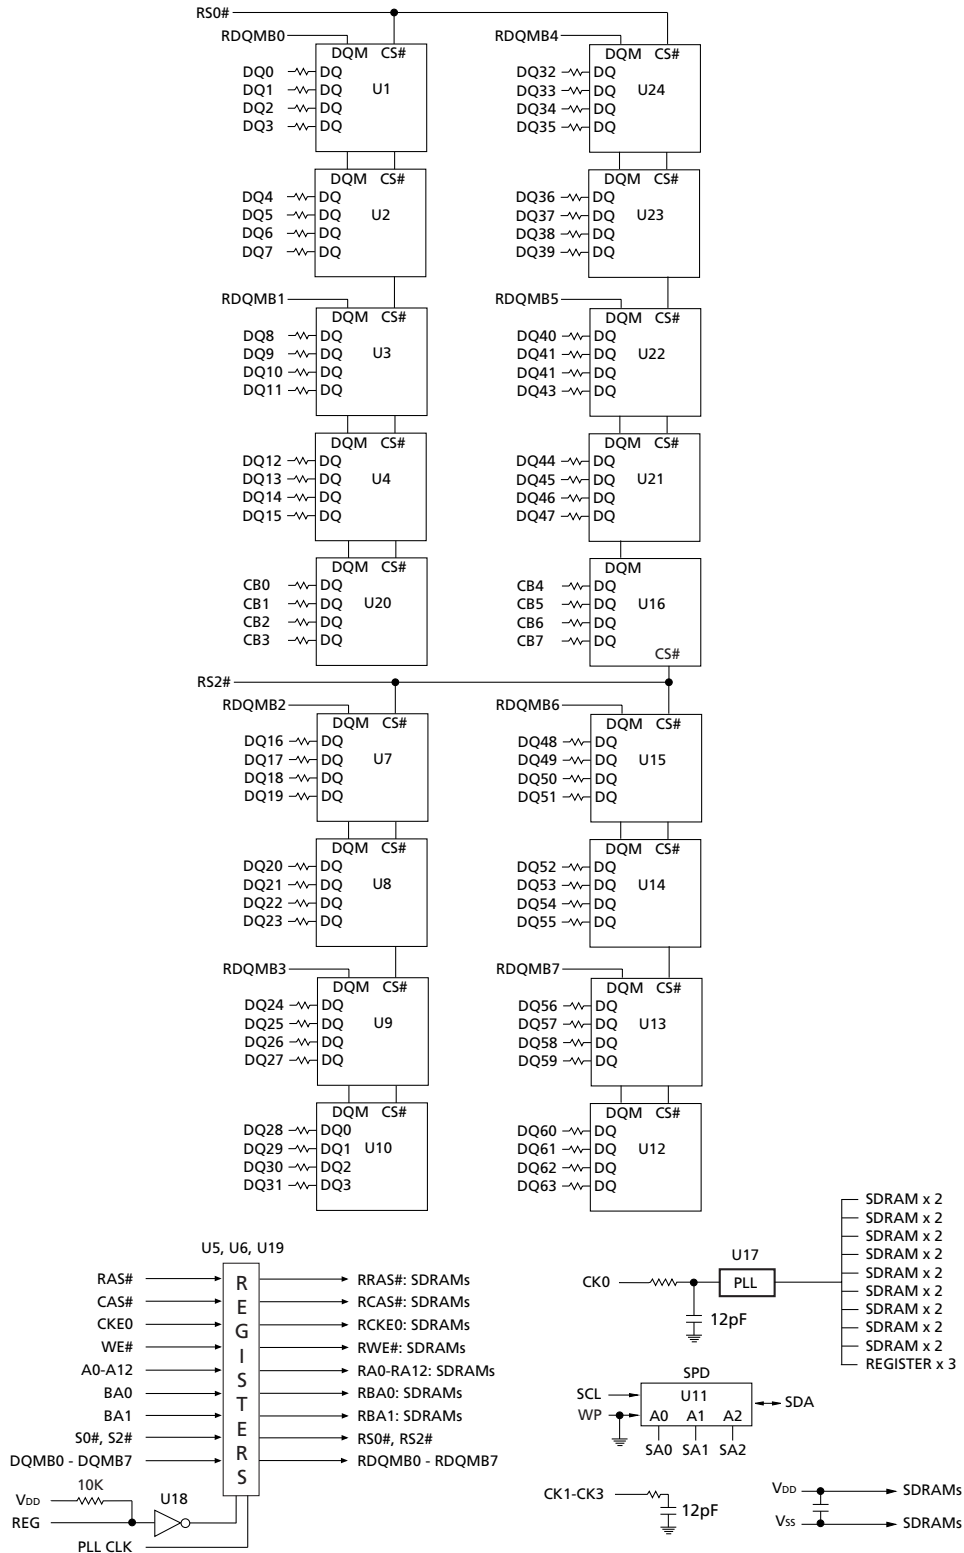 RS0#
RDQMB0
DQM CS#
U1
DQ0 DQ
DQ1 DQ
DQ2 DQ
DQ3 DQ
DQM CS#
U2
DQ4 DQ
DQ5 DQ
DQ6 DQ
DQ7 DQ
RDQMB1
DQM CS#
U3
DQ8 DQ
DQ9 DQ
DQ10 DQ
DQ11 DQ
DQM CS#
U4
DQ12 DQ
DQ13 DQ
DQ14 DQ
DQ15 DQ
DQM CS#
U20
CB0 DQ
CB1 DQ
CB2 DQ
CB3 DQ
RDQMB4
DQM CS#
U24
DQ32 DQ
DQ33 DQ
DQ34 DQ
DQ35 DQ
DQM CS#
U23
DQ36 DQ
DQ37 DQ
DQ38 DQ
DQ39 DQ
RDQMB5
DQM CS#
U22
DQ40 DQ
DQ41 DQ
DQ41 DQ
DQ43 DQ
DQM CS#
U21
DQ44 DQ
DQ45 DQ
DQ46 DQ
DQ47 DQ
DQM
U16
CB4 DQ
CB5 DQ
CB6 DQ
CB7 DQ
CS#
RS2#
RDQMB2
DQM CS#
U7
DQ16 DQ
DQ17 DQ
DQ18 DQ
DQ19 DQ
DQM CS#
U8
DQ20 DQ
DQ21 DQ
DQ22 DQ
DQ23 DQ
RDQMB3
DQM CS#
U9
DQ24 DQ
DQ25 DQ
DQ26 DQ
DQ27 DQ
DQM CS#
U10
DQ28 DQ0
DQ29 DQ1
DQ30 DQ2
DQ31 DQ3
RDQMB6
DQM CS#
U15
DQ48 DQ
DQ49 DQ
DQ50 DQ
DQ51 DQ
DQM CS#
U14
DQ52 DQ
DQ53 DQ
DQ54 DQ
DQ55 DQ
RDQMB7
DQM CS#
U13
DQ56 DQ
DQ57 DQ
DQ58 DQ
DQ59 DQ
DQM CS#
U12
DQ60 DQ
DQ61 DQ
DQ62 DQ
DQ63 DQ
U5, U6, U19
REGISTERS
RAS# RRAS#: SDRAMs
CAS# RCAS#: SDRAMs
CKE0 RCKE0: SDRAMs
WE# RWE#: SDRAMs
A0-A12 RA0-RA12: SDRAMs
BA0 RBA0: SDRAMs
BA1 RBA1: SDRAMs
S0#, S2# RS0#, RS2#
DQMB0 - DQMB7 RDQMB0 - RDQMB7
10K
VDD
U18
REG
PLL CLK
U17
CK0 PLL
12pF
SDRAM x 2
SDRAM x 2
SDRAM x 2
SDRAM x 2
SDRAM x 2
SDRAM x 2
SDRAM x 2
SDRAM x 2
SDRAM x 2
REGISTER x 3
SPD
U11
SCL
WP
A0 A1 A2
SDA
SA0 SA1 SA2
CK1-CK3
12pF
VDD SDRAMs
VSS SDRAMs